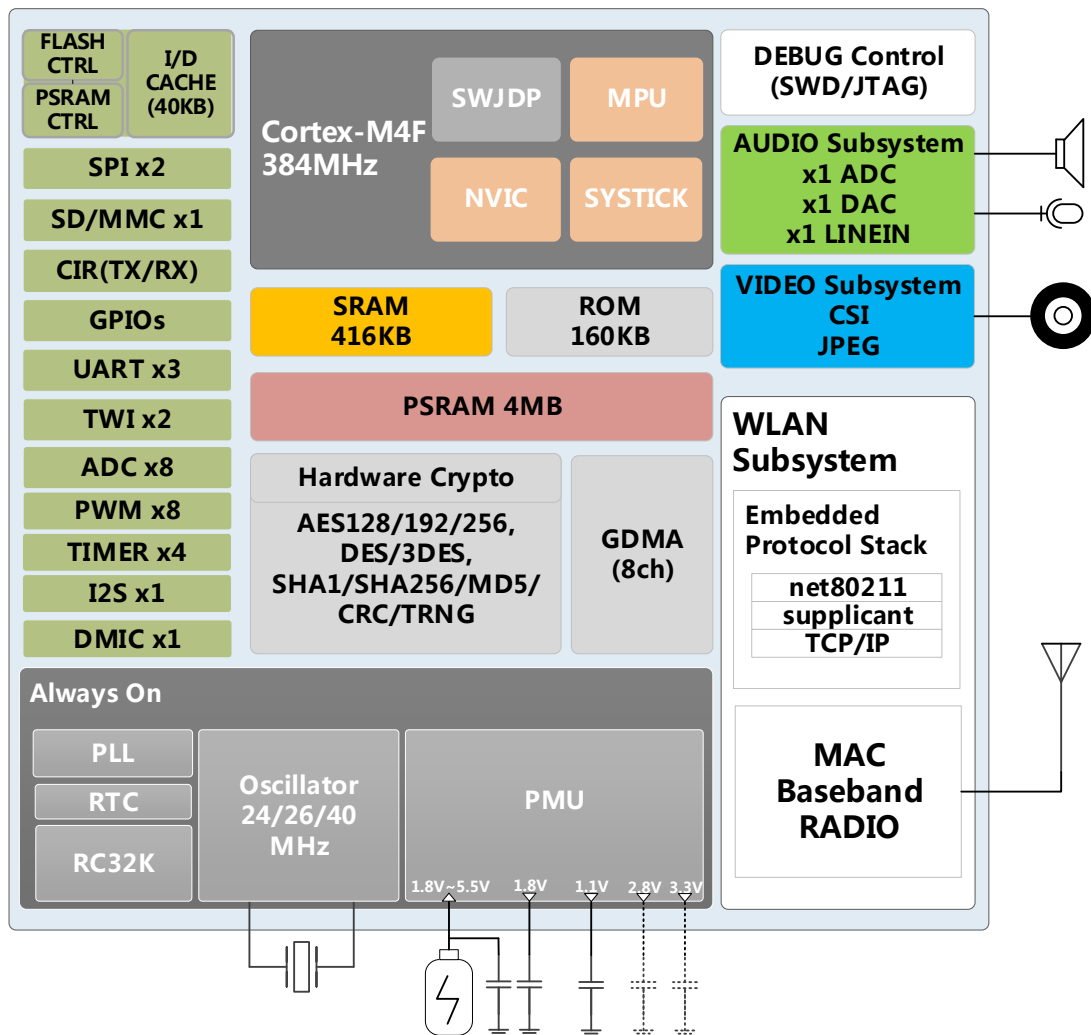 FLASH
CTRL
PSRAM
CTRL
I/D
CACHE
(40KB)
SPI x2
SD/MMC x1
CIR(TX/RX)
GPIOs
UART x3
TWI x2
ADC x8
PWM x8
TIMER x4
I2S x1
DMIC x1
Cortex-M4F
384MHz
SWJDP
MPU
NVIC
SYSTICK
SRAM
416KB
ROM
160KB
PSRAM 4MB
Hardware Crypto
AES128/192/256,
DES/3DES,
SHA1/SHA256/MD5/
CRC/TRNG
GDMA
(8ch)
DEBUG Control
(SWD/JTAG)
AUDIO Subsystem
x1 ADC
x1 DAC
x1 LINEIN
VIDEO Subsystem
CSI
JPEG
WLAN
Subsystem
Embedded
Protocol Stack
net80211
supplicant
TCP/IP
MAC
Baseband
RADIO
Always On
PLL
RTC
RC32K
Oscillator
24/26/40
MHz
PMU
1.8V~5.5V
1.8V
1.1V
2.8V
3.3V